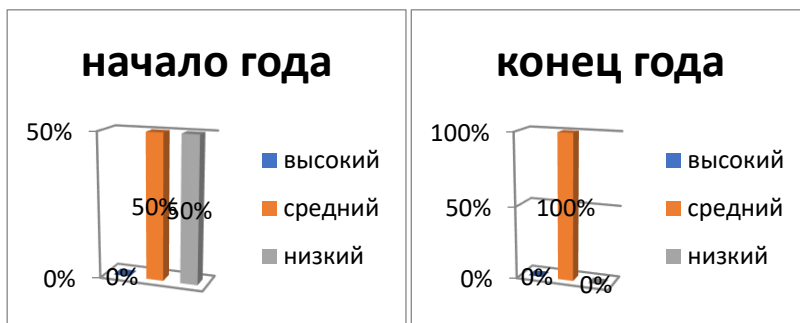 начало года
50%
0%
0%
50%
50%
высокий
средний
низкий
конец года
100%
50%
0%
0%
100%
0%
высокий
средний
низкий